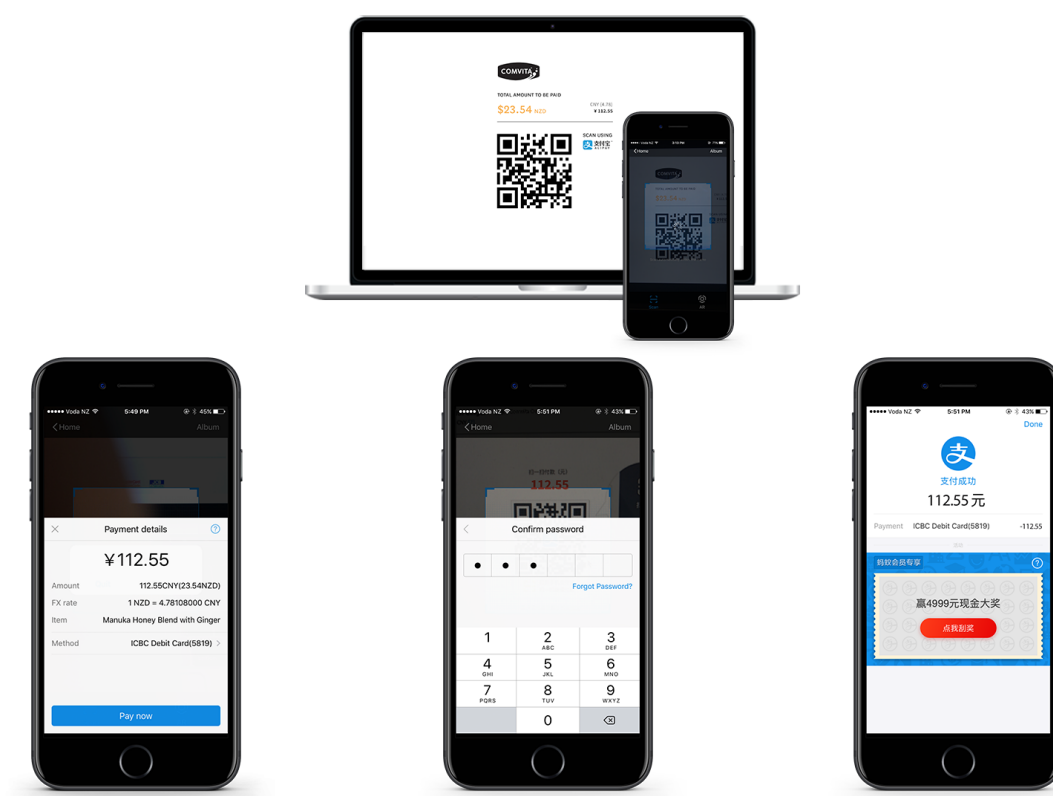 COMVITA
TOTAL AMOUNT TO BE PAID
$23.54 NZD
¥ 112.55
SCAN USING
支 支付宝
ALIPAY
Home
Album
Voda NZ 5:49 PM 45%
Home Album
Payment details
¥112.55
Amount 112.55CNY(23.54NZD)
FX rate 1 NZD = 4.78108000 CNY
Item Manuka Honey Blend with Ginger
Method ICBC Debit Card(5819)
Pay now
Voda NZ 5:51 PM 43%
Home Album
112.55
Confirm password
Forgot Password?
1 2 3
ABC DEF
4 5 6
GHI JKL MNO
7 8 9
PQRS TUV WXYZ
0
Voda NZ 5:51 PM 43%
Done
支
支付成功
112.55 元
Payment ICBC Debit Card(5819) -112.55
蚂蚁会员专享
赢4999元现金大奖
点我刮奖